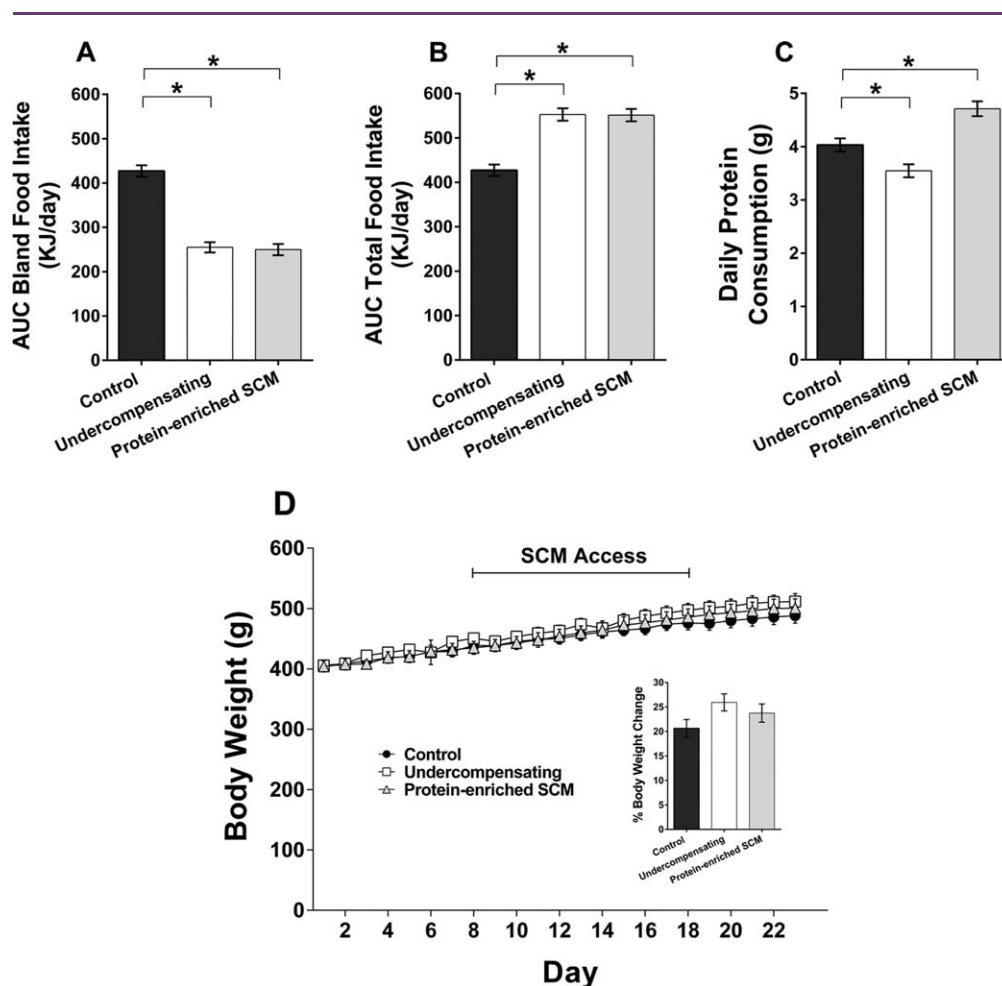 A
AUC Bland Food Intake
(KJ/day)
600
500
400
300
200
100
0
*
*
Control
Undercompensating
Protein-enriched SCM
B
AUC Total Food Intake
(KJ/day)
600
500
400
300
200
100
0
*
*
Control
Undercompensating
Protein-enriched SCM
C
Daily Protein
Consumption (g)
5
4
3
2
1
0
*
*
Control
Undercompensating
Protein-enriched SCM
D
Body Weight (g)
600
500
400
300
200
100
0
SCM Access
Control
Undercompensating
Protein-enriched SCM
% Body Weight Change
30
25
20
15
10
5
0
Control
Undercompensating
Protein-enriched SCM
2 4 6 8 10 12 14 16 18 20 22
Day